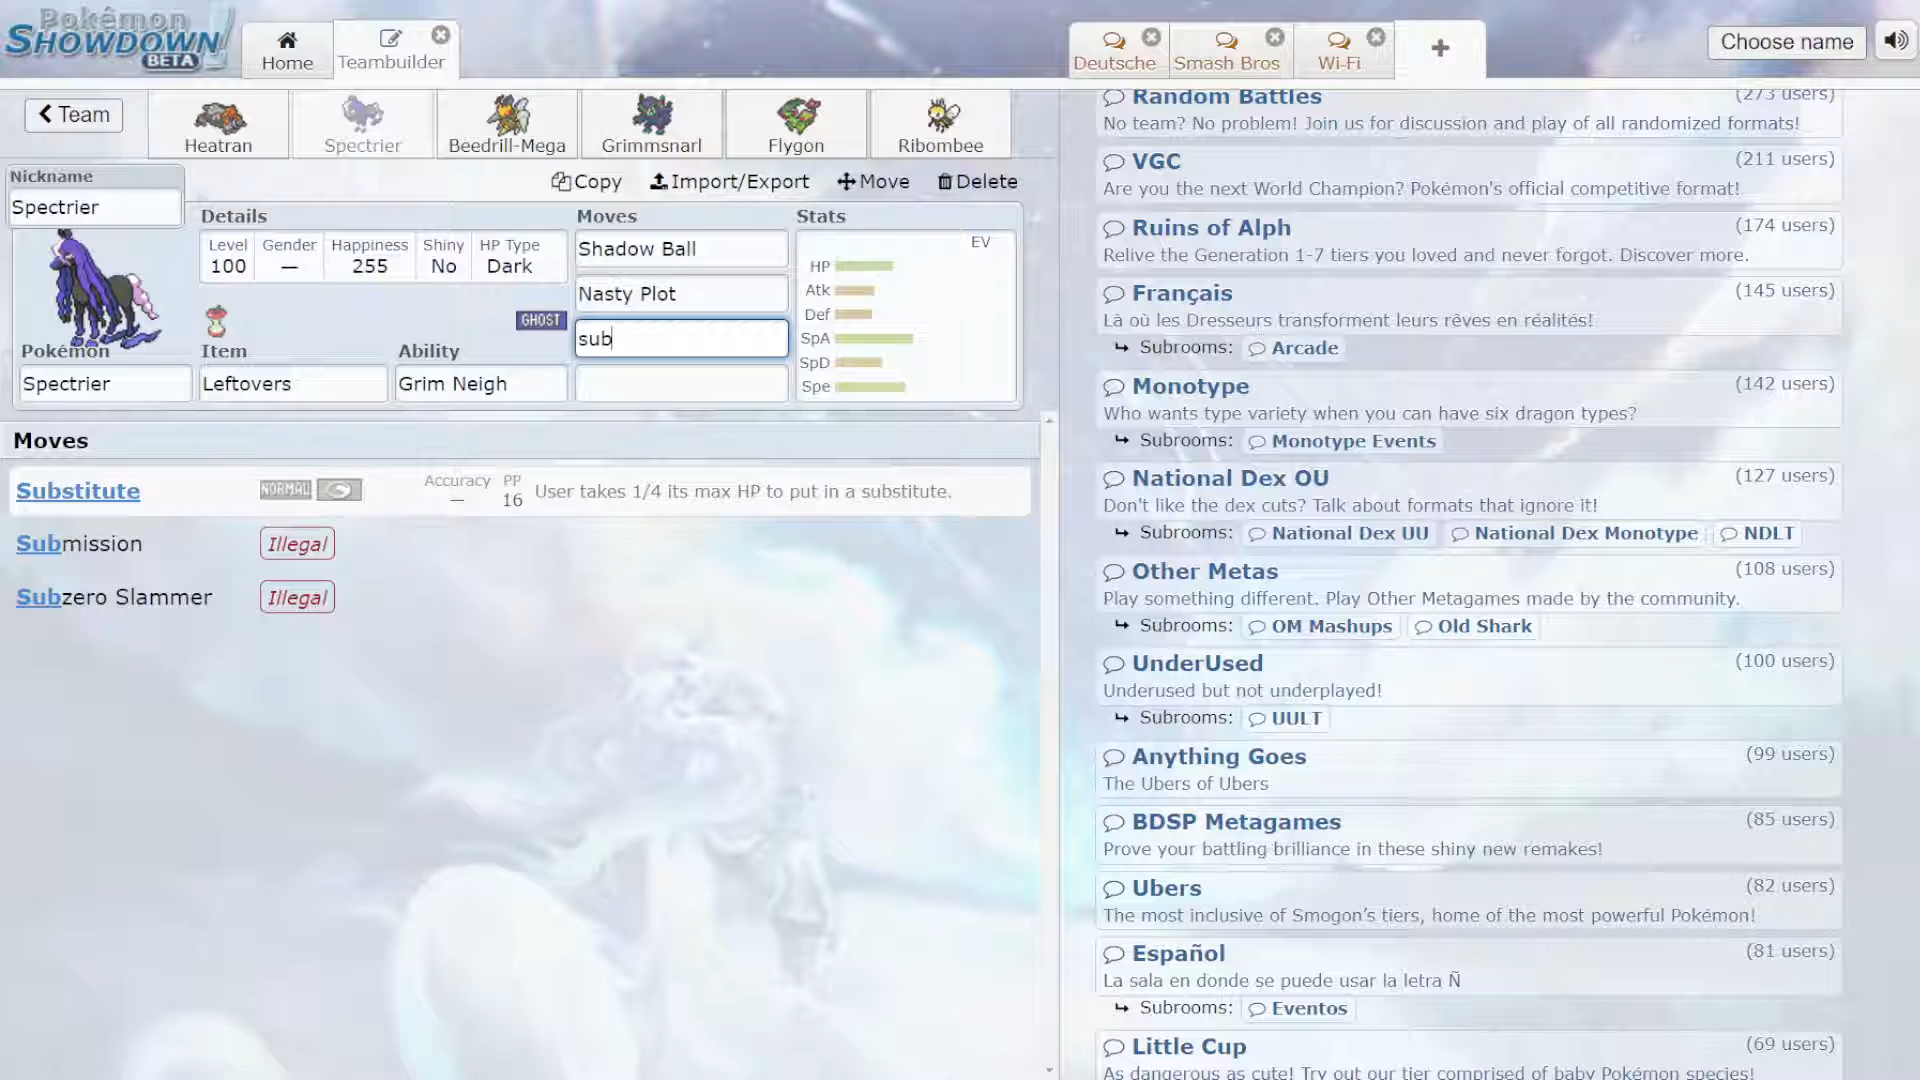 Pokémon
SHOWDOWN!
BETA
Home
Teambuilder
Deutsche
Smash Bros
Wi-Fi
+
Choose name
Team
Heatran
Spectrier
Beedrill-Mega
Grimmsnarl
Flygon
Ribombee
Copy
Import/Export
Move
Delete
Nickname
Spectrier
Details
Level
100
Gender
—
Happiness
255
Shiny
No
HP Type
Dark
GHOST
Pokémon
Spectrier
Item
Leftovers
Ability
Grim Neigh
Moves
Shadow Ball
Nasty Plot
sub
Stats
EV
HP
Atk
Def
SpA
SpD
Spe
Moves
Substitute NORMAL Accuracy — PP 16 User takes 1/4 its max HP to put in a substitute.
Submission Illegal
Subzero Slammer Illegal
Random Battles (273 users)
No team? No problem! Join us for discussion and play of all randomized formats!
VGC (211 users)
Are you the next World Champion? Pokémon's official competitive format!
Ruins of Alph (174 users)
Relive the Generation 1-7 tiers you loved and never forgot. Discover more.
Français (145 users)
Là où les Dresseurs transforment leurs rêves en réalités!
Subrooms: Arcade
Monotype (142 users)
Who wants type variety when you can have six dragon types?
Subrooms: Monotype Events
National Dex OU (127 users)
Don't like the dex cuts? Talk about formats that ignore it!
Subrooms: National Dex UU National Dex Monotype NDLT
Other Metas (108 users)
Play something different. Play Other Metagames made by the community.
Subrooms: OM Mashups Old Shark
UnderUsed (100 users)
Underused but not underplayed!
Subrooms: UULT
Anything Goes (99 users)
The Ubers of Ubers
BDSP Metagames (85 users)
Prove your battling brilliance in these shiny new remakes!
Ubers (82 users)
The most inclusive of Smogon's tiers, home of the most powerful Pokémon!
Español (81 users)
La sala en donde se puede usar la letra Ñ
Subrooms: Eventos
Little Cup (69 users)
As dangerous as cute! Try out our tier comprised of baby Pokémon species!